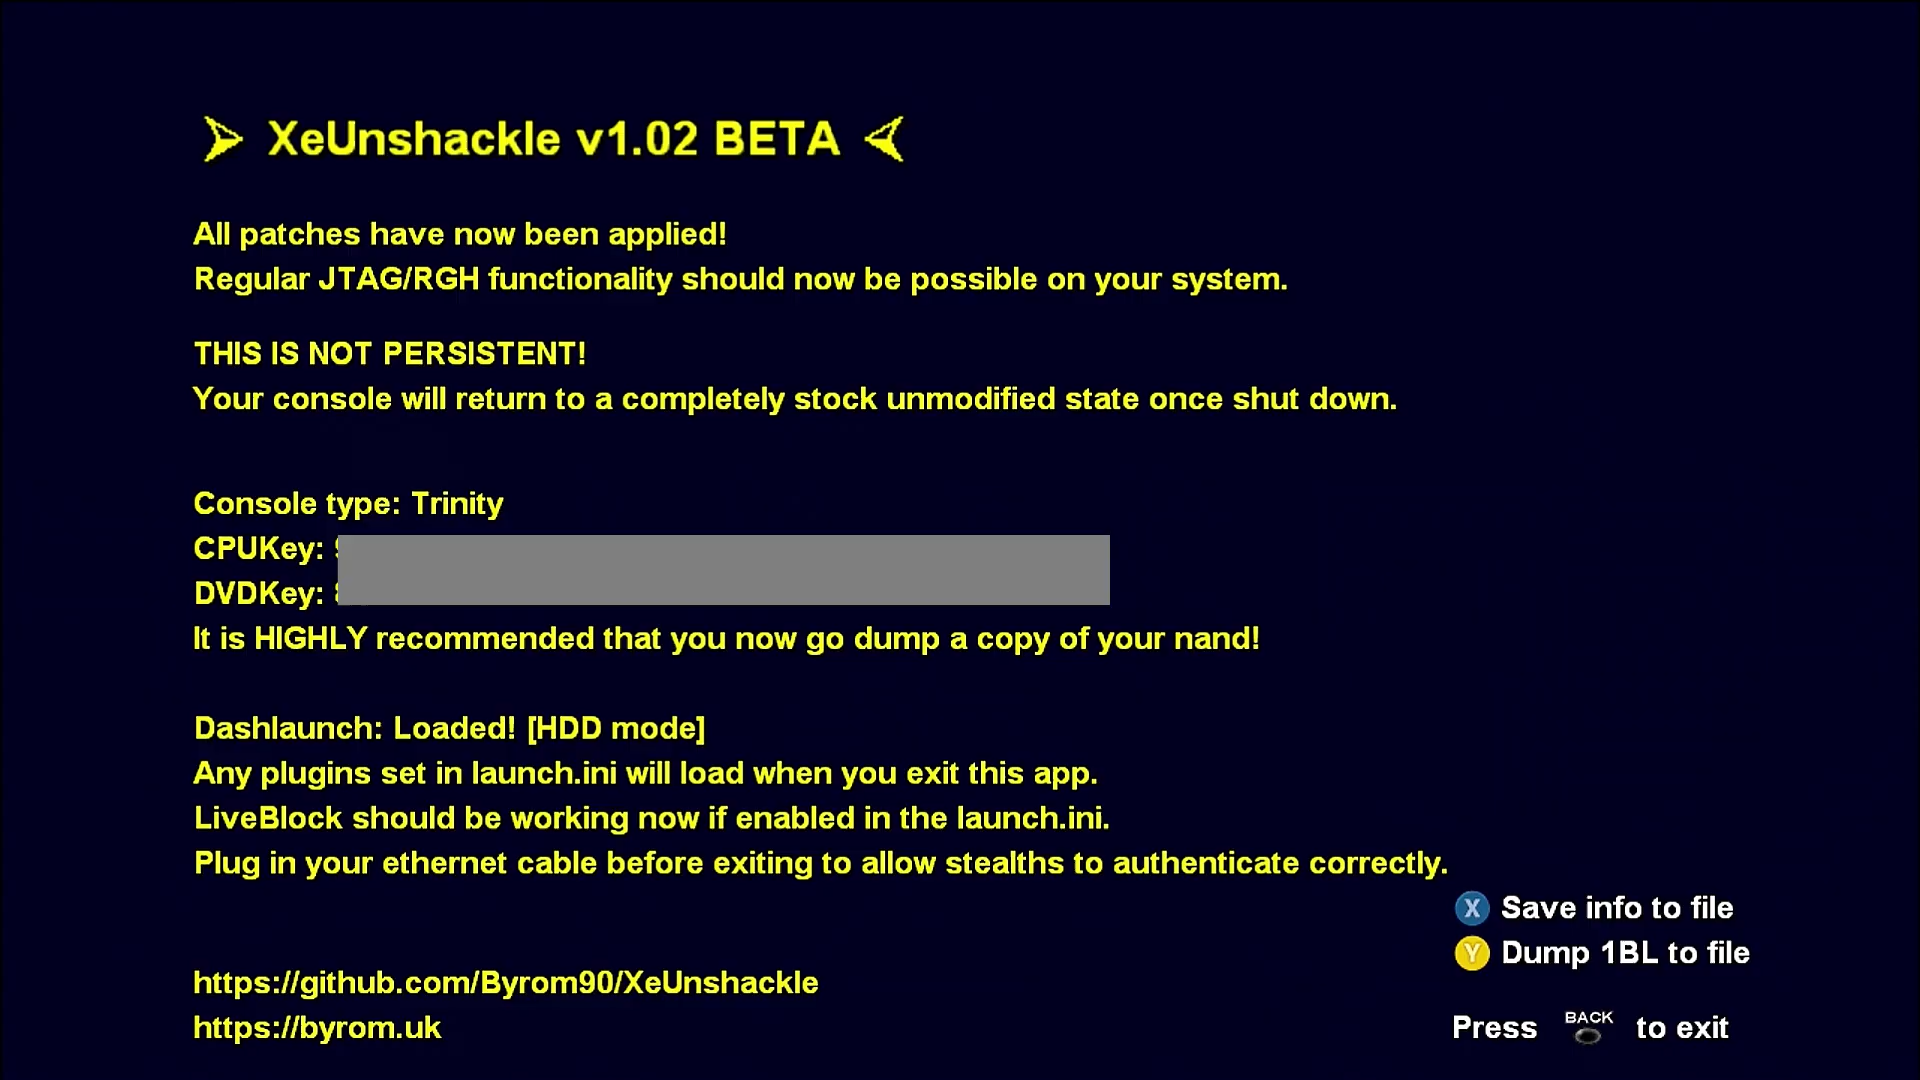 XeUnshackle v1.02 BETA
All patches have now been applied!
Regular JTAG/RGH functionality should now be possible on your system.
THIS IS NOT PERSISTENT!
Your console will return to a completely stock unmodified state once shut down.
Console type: Trinity
CPUKey:
DVDKey:
It is HIGHLY recommended that you now go dump a copy of your nand!
Dashlaunch: Loaded! [HDD mode]
Any plugins set in launch.ini will load when you exit this app.
LiveBlock should be working now if enabled in the launch.ini.
Plug in your ethernet cable before exiting to allow stealths to authenticate correctly.
X Save info to file
Y Dump 1BL to file
https://github.com/Byrom90/XeUnshackle
https://byrom.uk
Press BACK to exit